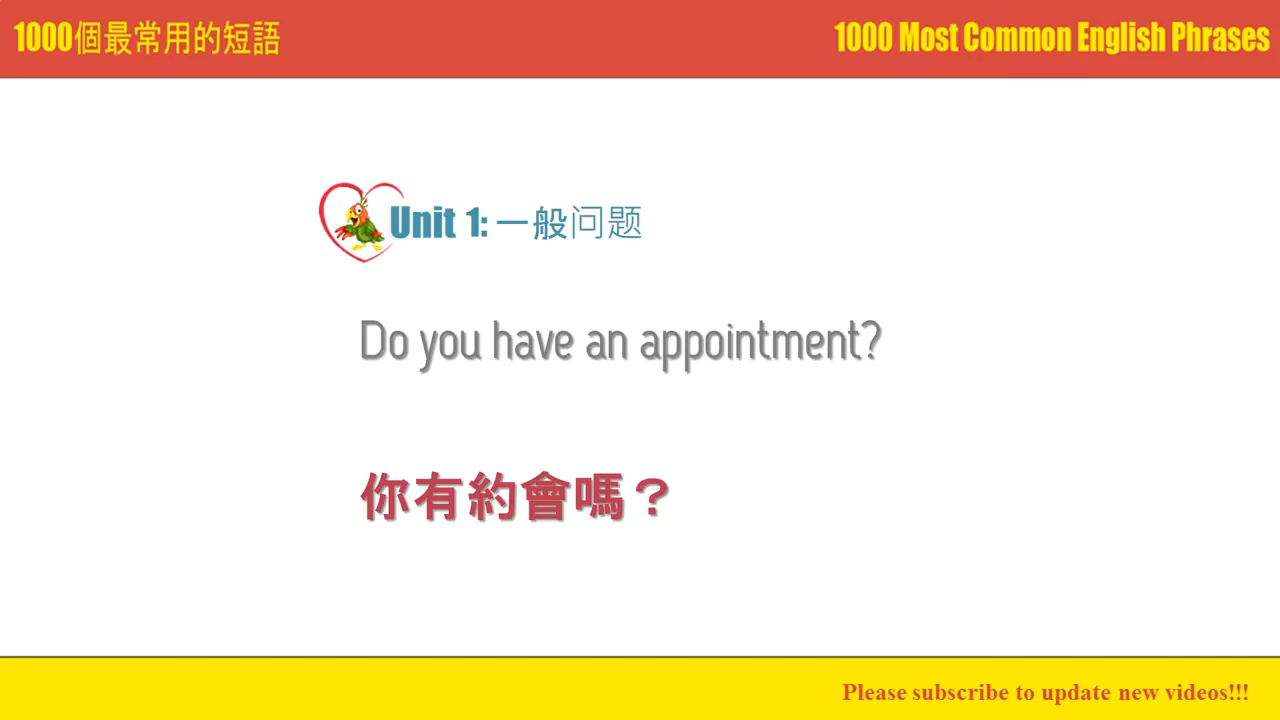 1000個最常用的短語
1000 Most Common English Phrases
Unit 1: 一般问题
Do you have an appointment?
你有約會嗎？
Please subscribe to update new videos!!!